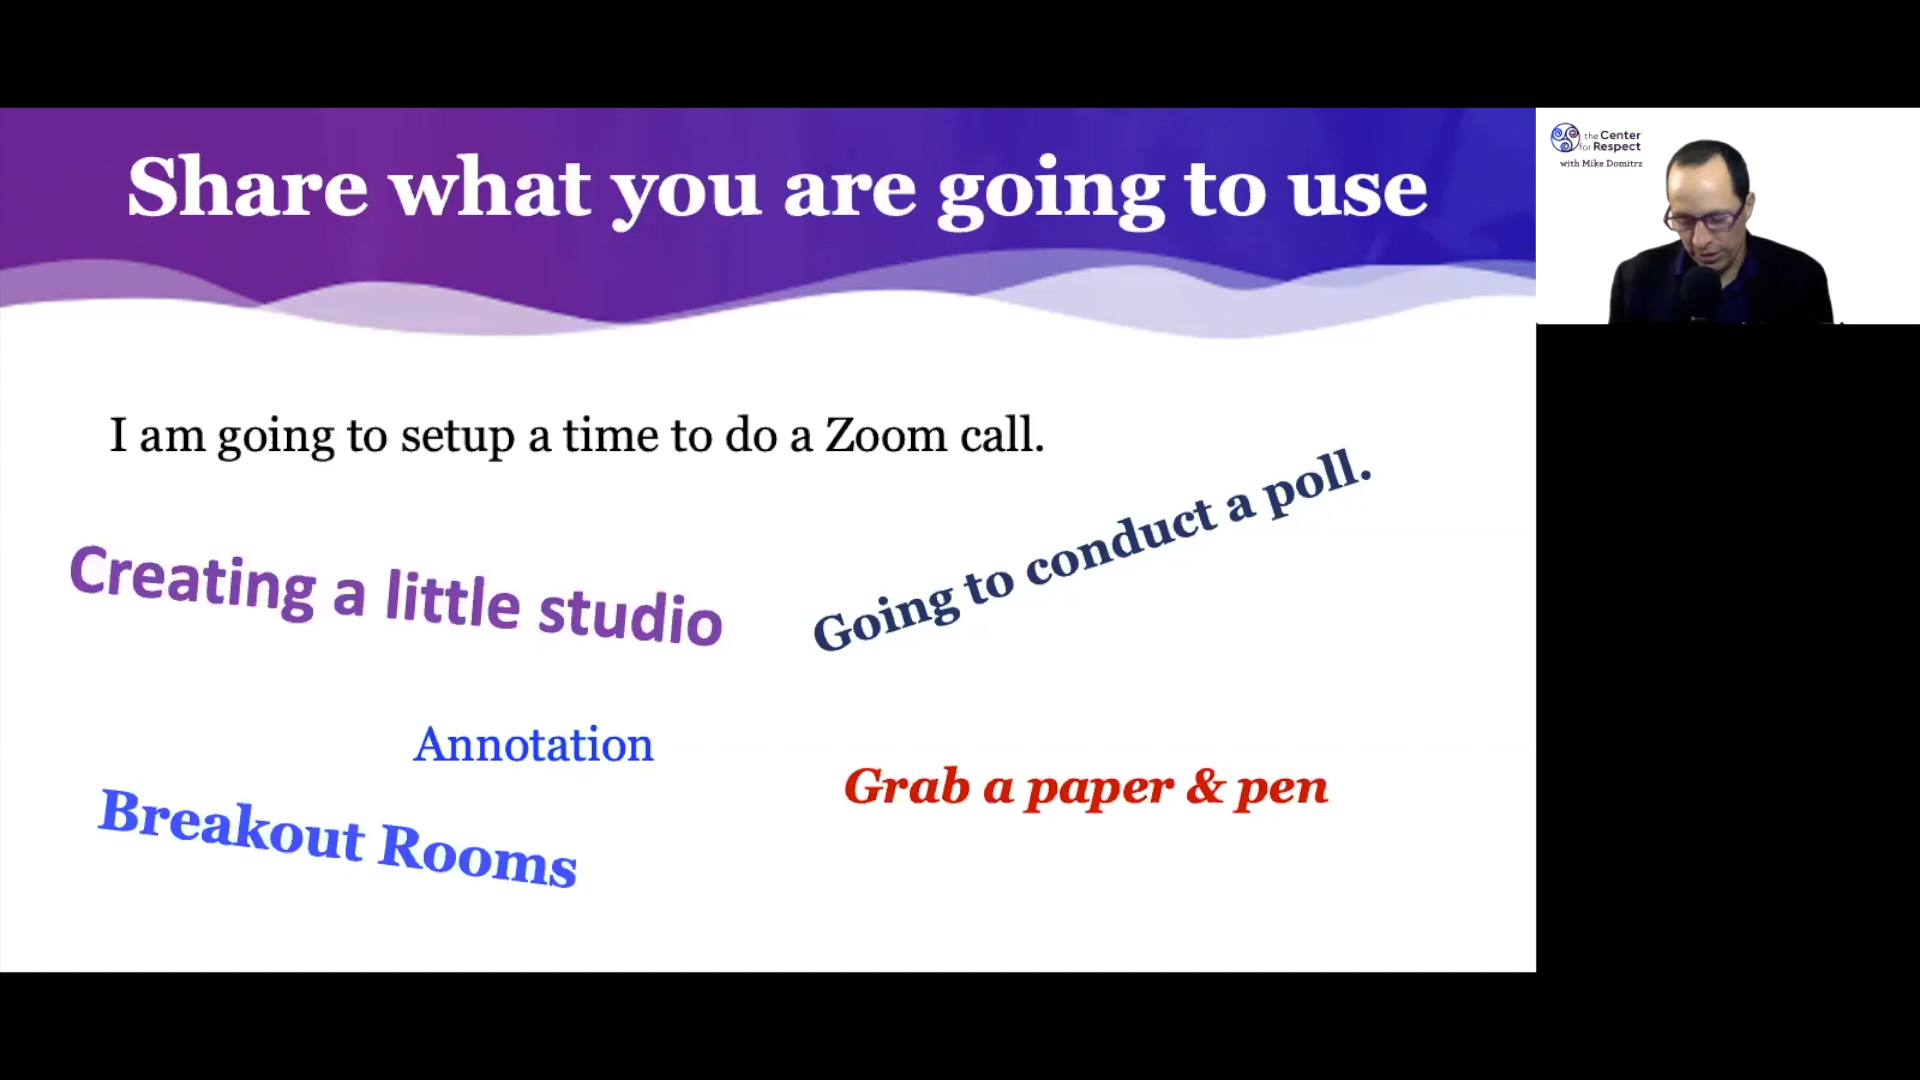 Share what you are going to use
the Center
for Respect
with Mike Domitrz
I am going to setup a time to do a Zoom call.
Going to conduct a poll.
Creating a little studio
Annotation
Grab a paper & pen
Breakout Rooms